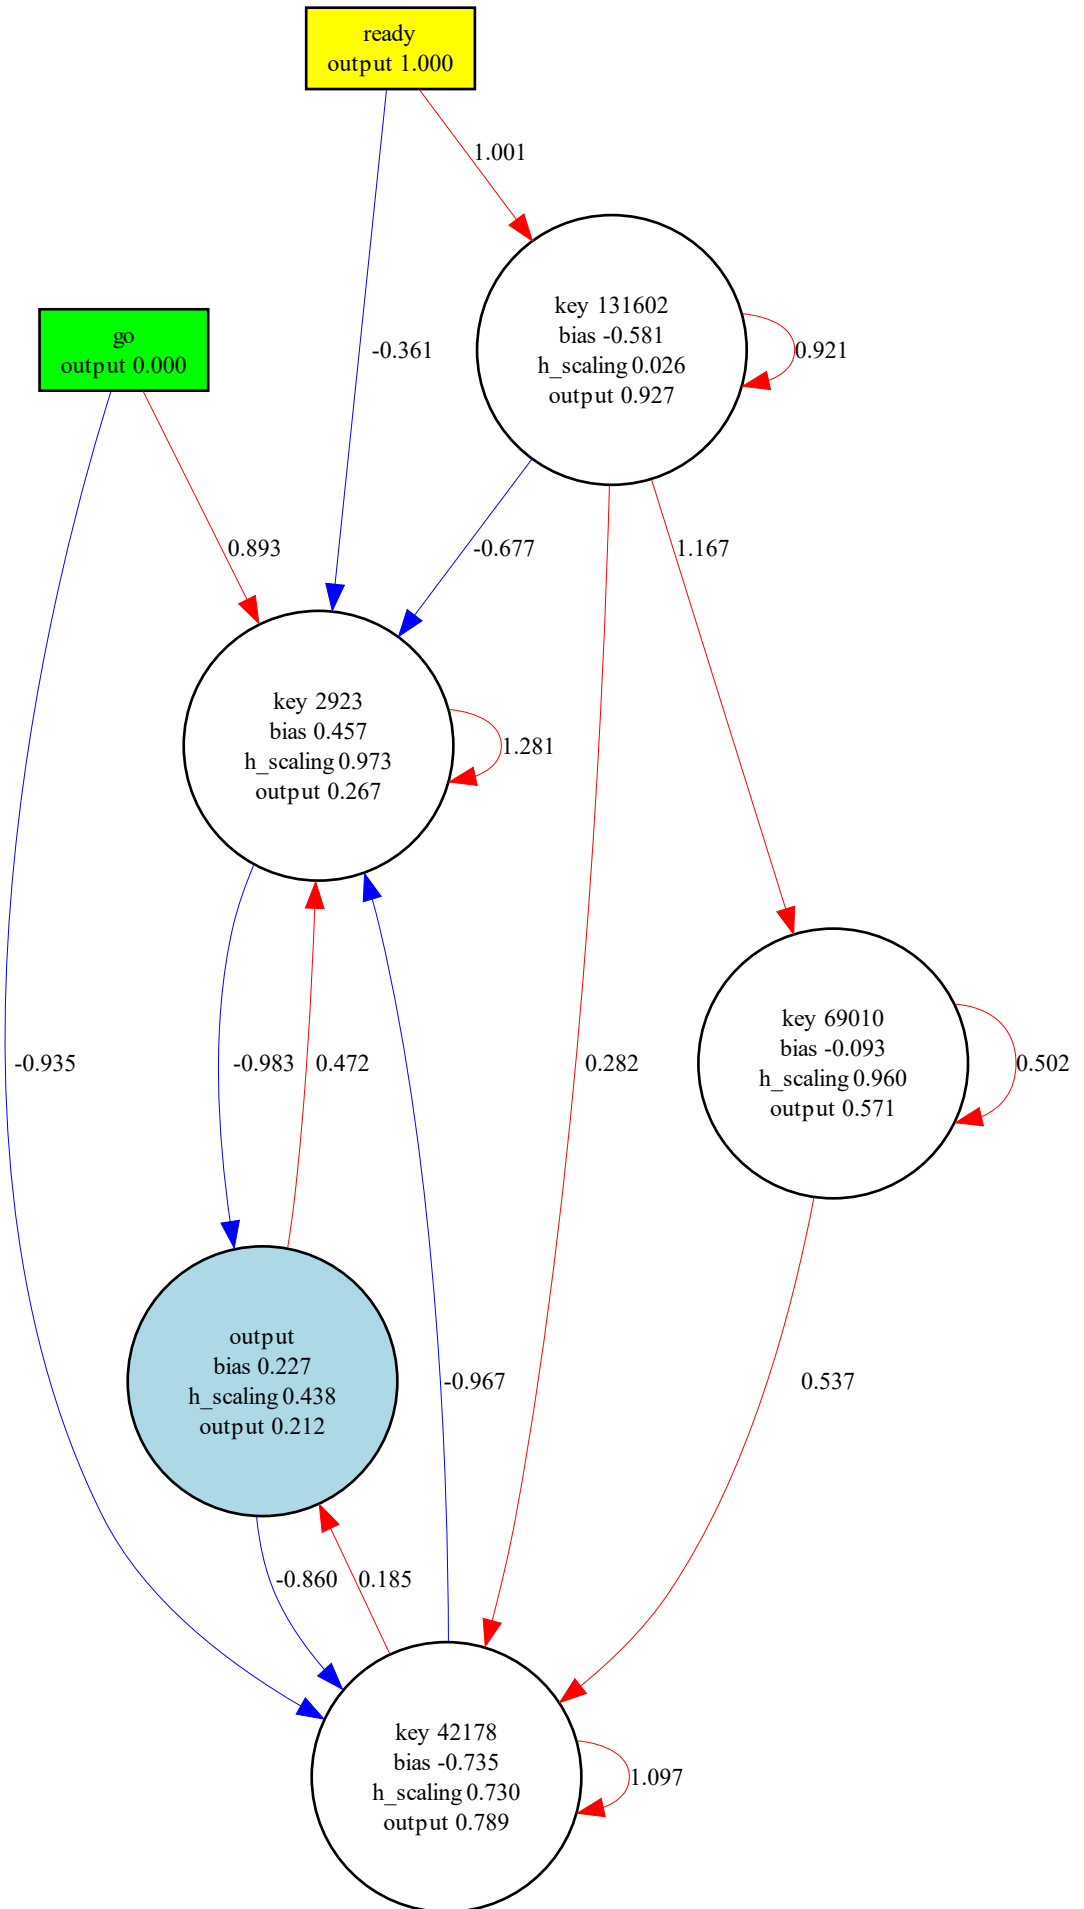 ready
output 1.000
1.001
go
output 0.000
-0.361
key 131602
bias -0.581
h_scaling 0.026
output 0.927
0.921
0.893
-0.677
1.167
key 2923
bias 0.457
h_scaling 0.973
output 0.267
1.281
-0.935
-0.983
0.472
0.282
key 69010
bias -0.093
h_scaling 0.960
output 0.571
0.502
output
bias 0.227
h_scaling 0.438
output 0.212
-0.967
0.537
-0.860
0.185
key 42178
bias -0.735
h_scaling 0.730
output 0.789
1.097